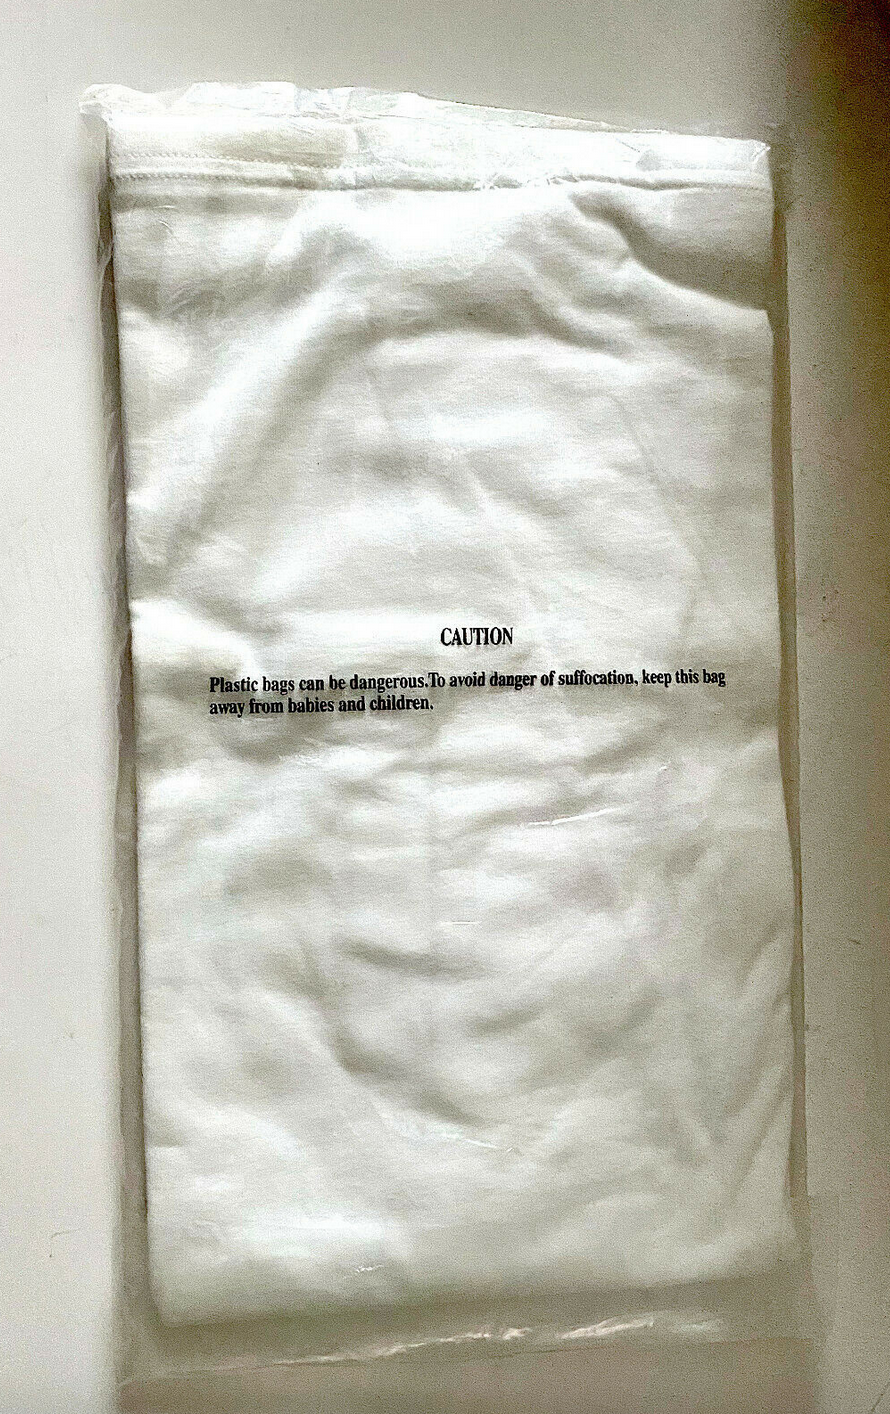 CAUTION
Plastic bags can be dangerous.To avoid danger of suffocation, keep this bag
away from babies and children.